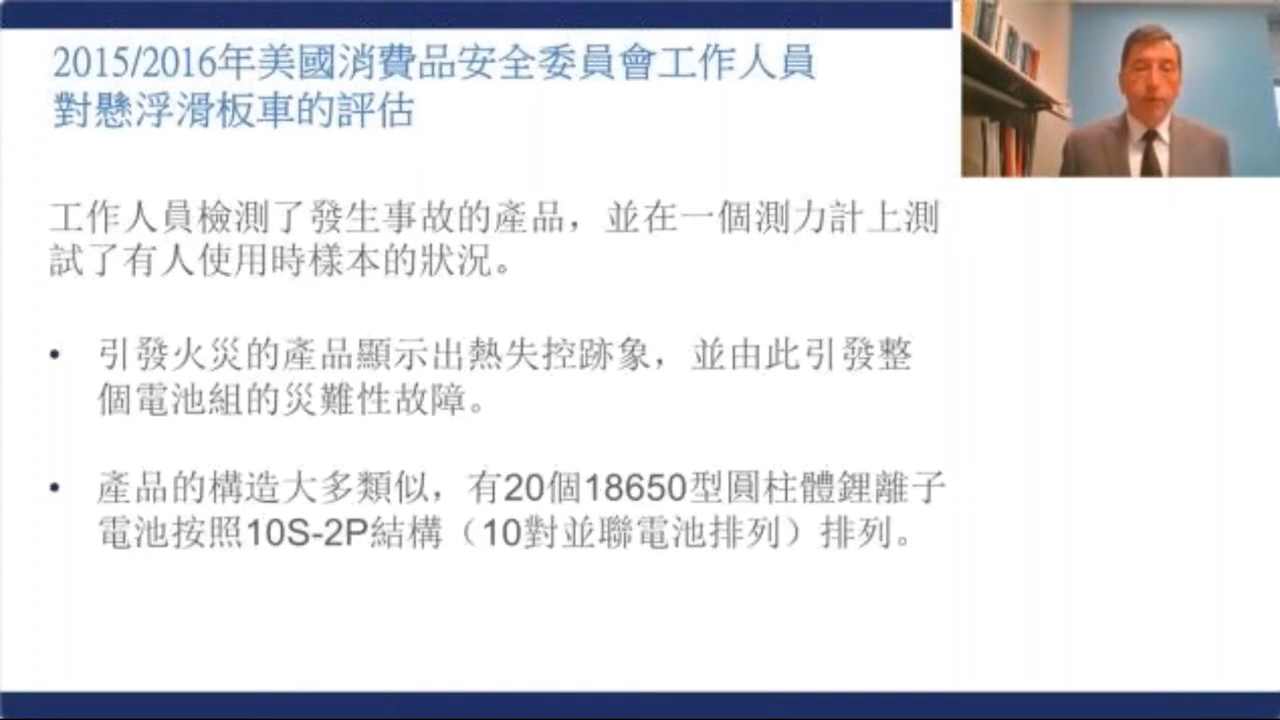 2015/2016年美國消費品安全委員會工作人員
對懸浮滑板車的評估
工作人員檢測了發生事故的產品，並在一個測力計上測
試了有人使用時樣本的狀況。
• 引發火災的產品顯示出熱失控跡象，並由此引發整
個電池組的災難性故障。
• 產品的構造大多類似，有20個18650型圓柱體鋰離子
電池按照10S-2P結構（10對並聯電池排列）排列。